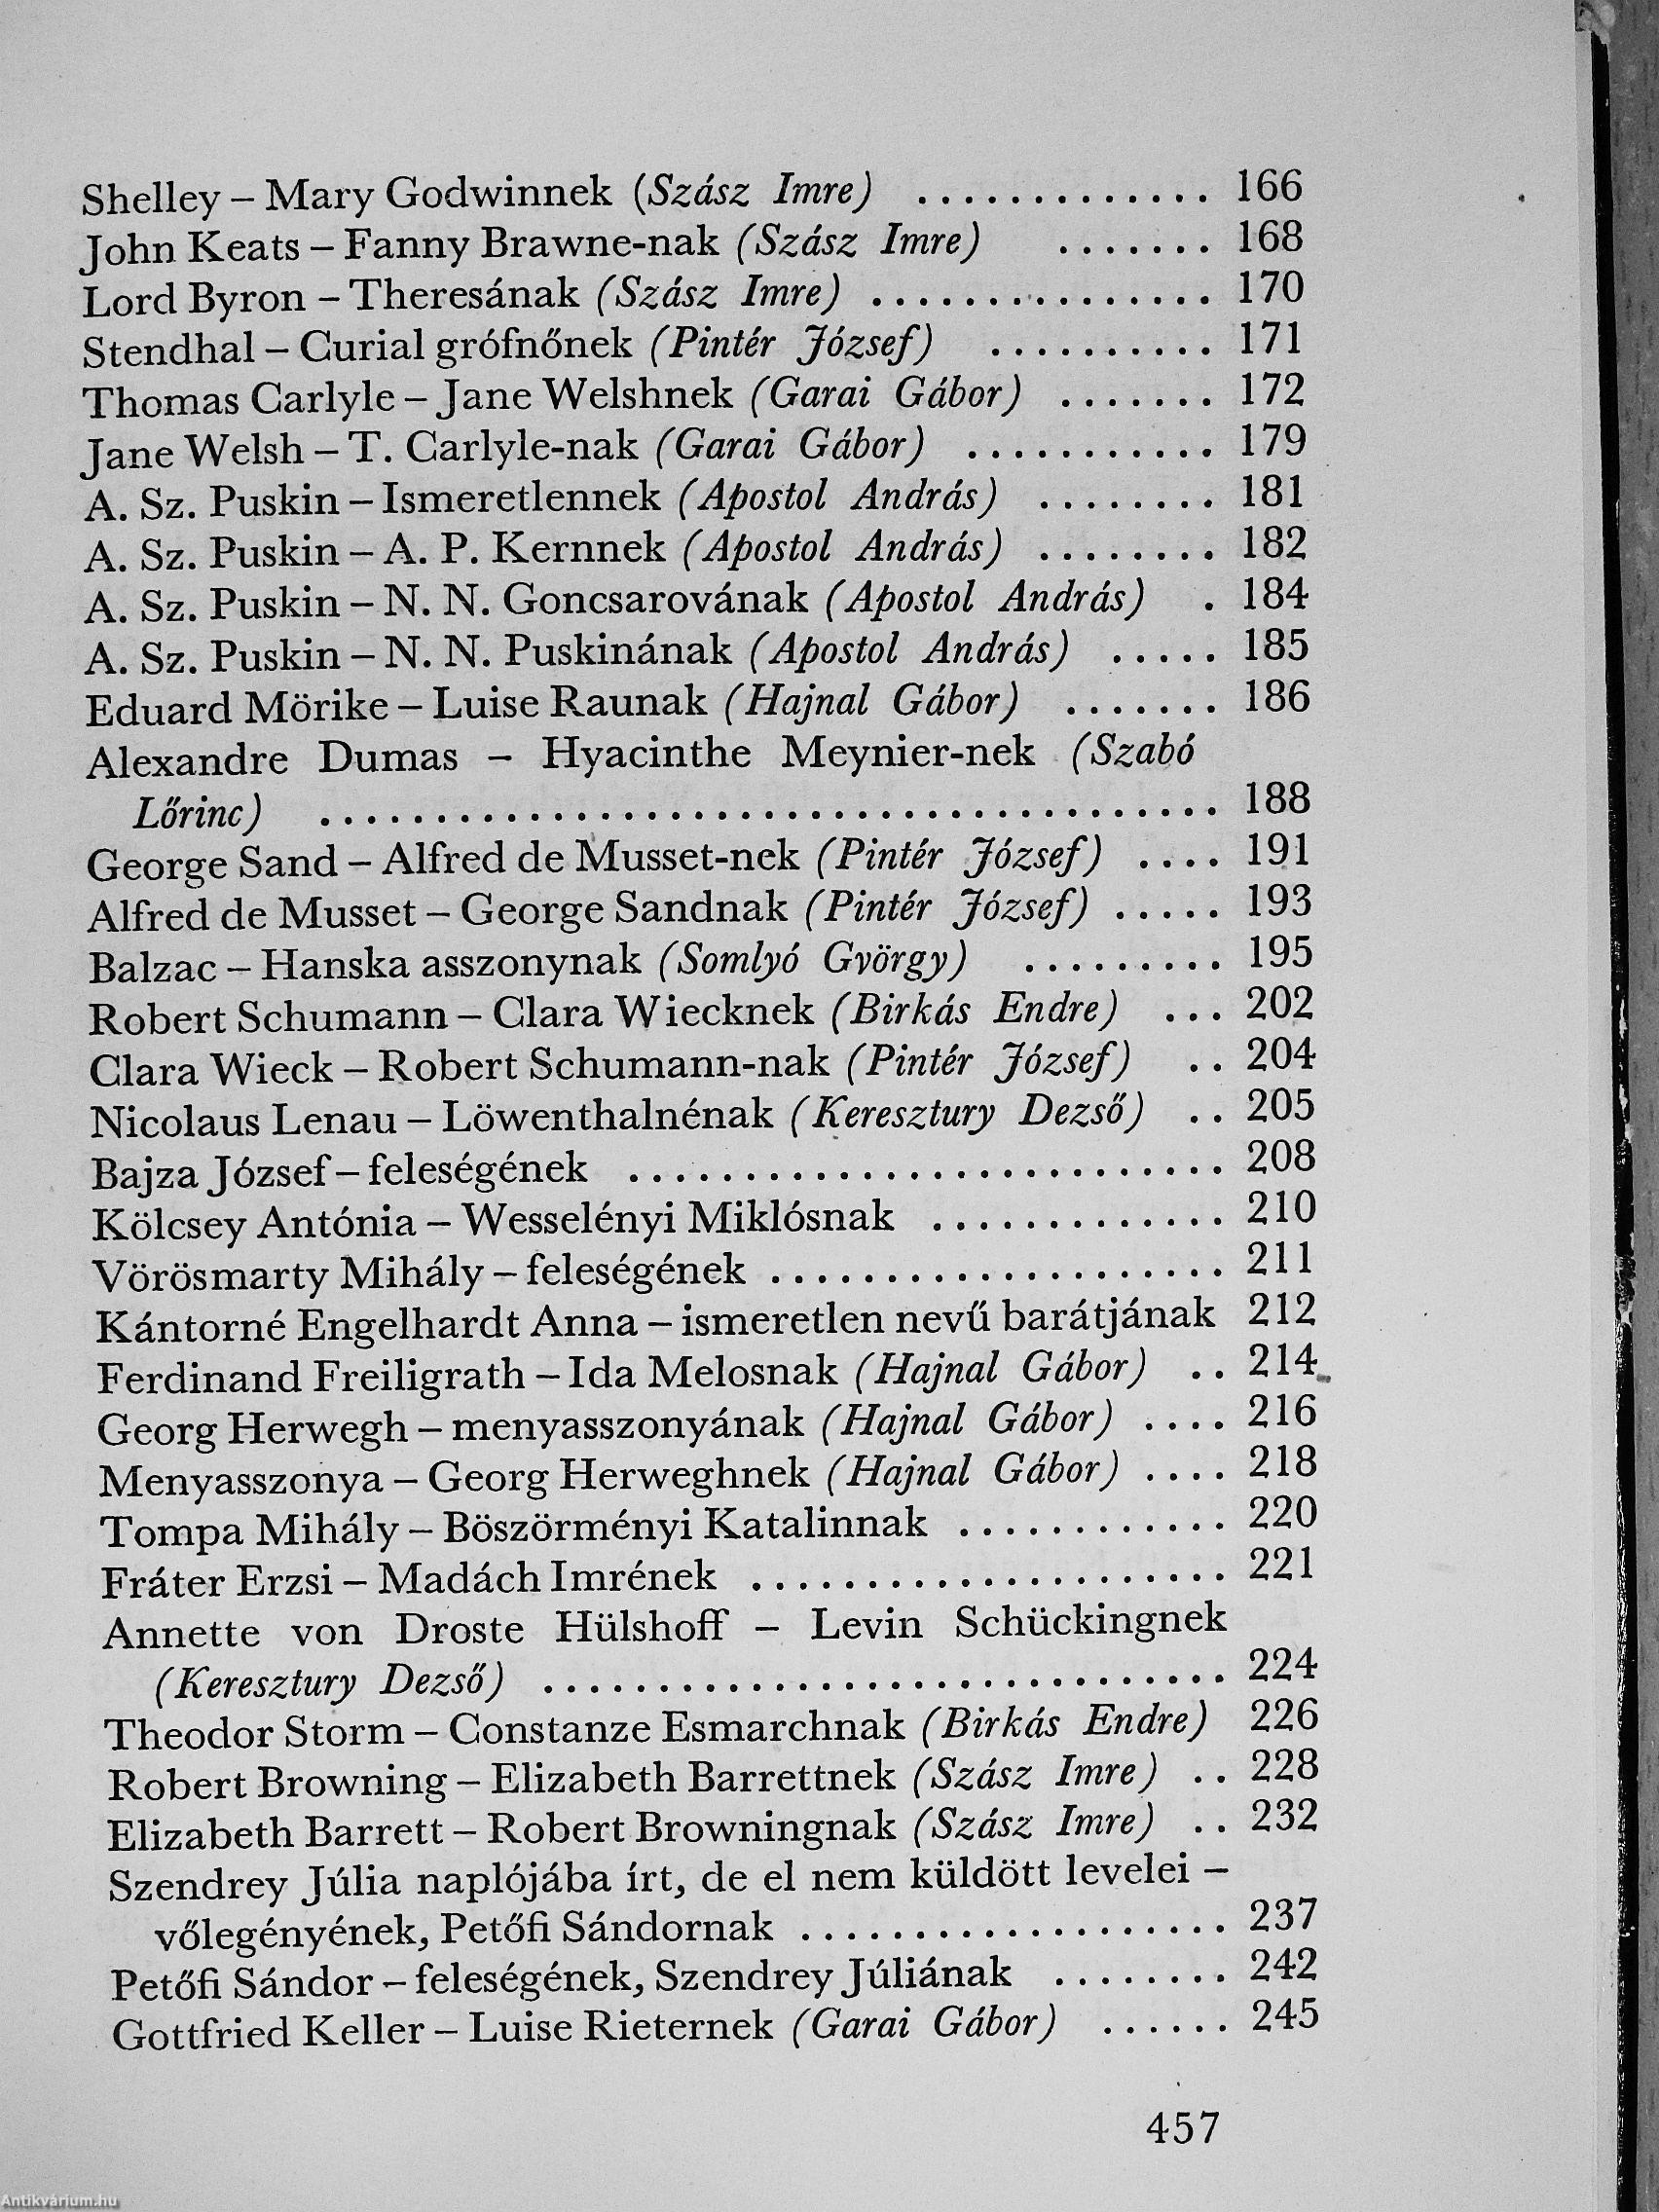 Shelley – Mary Godwinnek (Szász Imre) ............. 166
John Keats – Fanny Brawne-nak (Szász Imre) ....... 168
Lord Byron – Theresának (Szász Imre) ............... 170
Stendhal – Curial grófnőnek (Pintér József) .......... 171
Thomas Carlyle – Jane Welshnek (Garai Gábor) ....... 172
Jane Welsh – T. Carlyle-nak (Garai Gábor) ........... 179
A. Sz. Puskin – Ismeretlennek (Apostol András) ........ 181
A. Sz. Puskin – A. P. Kernnek (Apostol András) ........ 182
A. Sz. Puskin – N. N. Goncsarovának (Apostol András) . 184
A. Sz. Puskin – N. N. Puskinának (Apostol András) ..... 185
Eduard Mörike – Luise Raunak (Hajnal Gábor) ....... 186
Alexandre Dumas – Hyacinthe Meynier-nek (Szabó
Lőrinc) ....................................... 188
George Sand – Alfred de Musset-nek (Pintér József) .... 191
Alfred de Musset – George Sandnak (Pintér József) ..... 193
Balzac – Hanska asszonynak (Somlyó György) ......... 195
Robert Schumann – Clara Wiecknek (Birkás Endre) ... 202
Clara Wieck – Robert Schumann-nak (Pintér József) .. 204
Nicolaus Lenau – Löwenthalnénak (Keresztury Dezső) .. 205
Bajza József – feleségének .......................... 208
Kölcsey Antónia – Wesselényi Miklósnak ............. 210
Vörösmarty Mihály – feleségének .................... 211
Kántorné Engelhardt Anna – ismeretlen nevű barátjának 212
Ferdinand Freiligrath – Ida Melosnak (Hajnal Gábor) .. 214
Georg Herwegh – menyasszonyának (Hajnal Gábor) .... 216
Menyasszonya – Georg Herweghnek (Hajnal Gábor) .... 218
Tompa Mihály – Böszörményi Katalinnak ............ 220
Fráter Erzsi – Madách Imrének ..................... 221
Annette von Droste Hülshoff – Levin Schückingnek
(Keresztury Dezső) .............................. 224
Theodor Storm – Constanze Esmarchnak (Birkás Endre) 226
Robert Browning – Elizabeth Barrettnek (Szász Imre) .. 228
Elizabeth Barrett – Robert Browningnak (Szász Imre) .. 232
Szendrey Júlia naplójába írt, de el nem küldött levelei –
vőlegényének, Petőfi Sándornak ................... 237
Petőfi Sándor – feleségének, Szendrey Júliának ........ 242
Gottfried Keller – Luise Rieternek (Garai Gábor) ...... 245
457
Antikvárium.hu